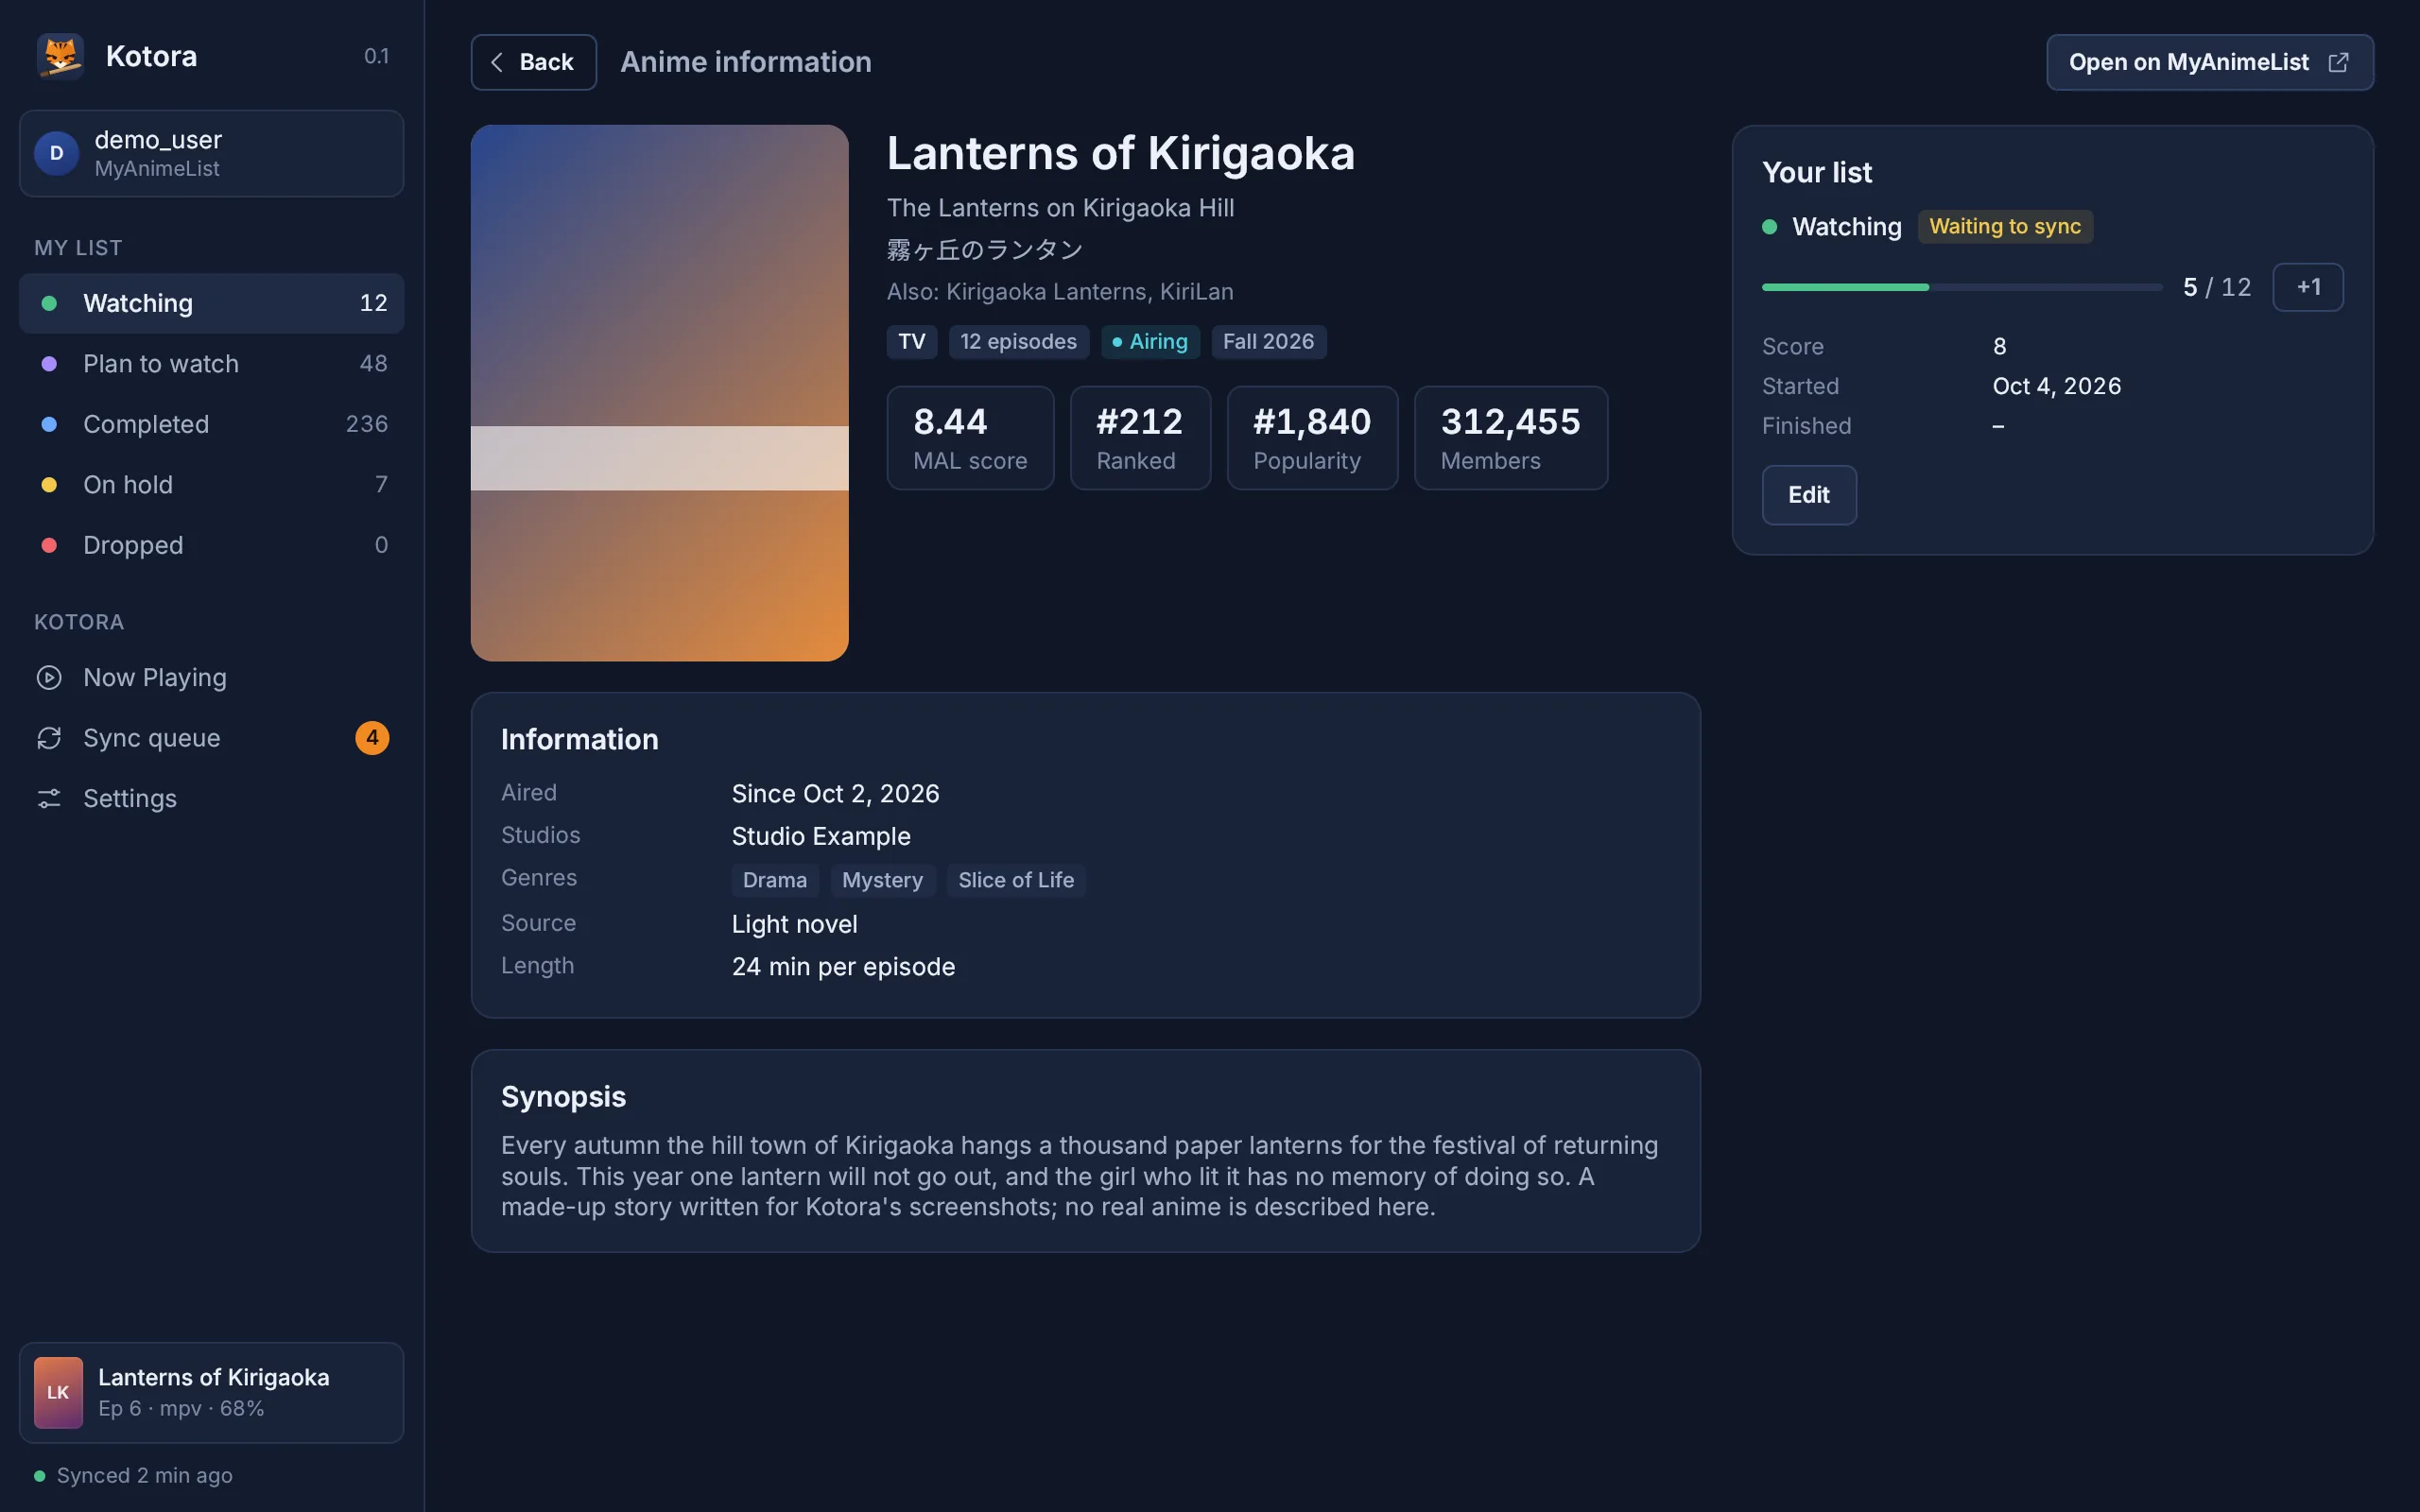 Kotora
0.1
D
demo_user
MyAnimeList
MY LIST
Watching 12
Plan to watch 48
Completed 236
On hold 7
Dropped 0
KOTORA
Now Playing
Sync queue 4
Settings
LK
Lanterns of Kirigaoka
Ep 6 · mpv · 68%
Synced 2 min ago
Back
Anime information
Open on MyAnimeList
Lanterns of Kirigaoka
The Lanterns on Kirigaoka Hill
霧ヶ丘のランタン
Also: Kirigaoka Lanterns, KiriLan
TV 12 episodes Airing Fall 2026
8.44 #212 #1,840 312,455
MAL score Ranked Popularity Members
Your list
Watching Waiting to sync
5 / 12 +1
Score 8
Started Oct 4, 2026
Finished –
Edit
Information
Aired Since Oct 2, 2026
Studios Studio Example
Genres Drama Mystery Slice of Life
Source Light novel
Length 24 min per episode
Synopsis
Every autumn the hill town of Kirigaoka hangs a thousand paper lanterns for the festival of returning
souls. This year one lantern will not go out, and the girl who lit it has no memory of doing so. A
made-up story written for Kotora's screenshots; no real anime is described here.